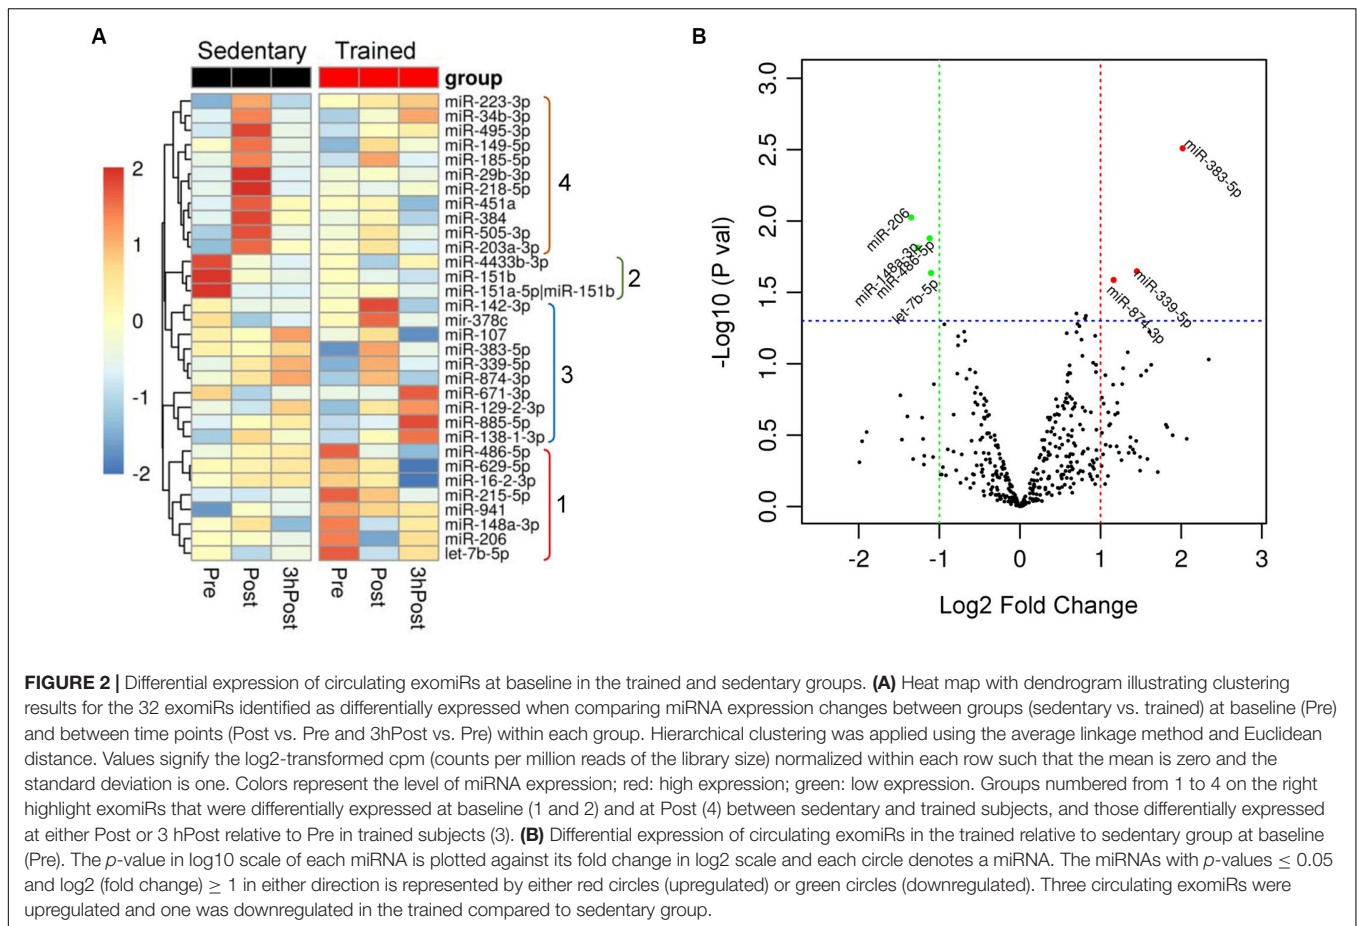 A
Sedentary Trained
group
miR-223-3p
miR-34b-3p
miR-495-3p
miR-149-5p
miR-185-5p
miR-29b-3p
miR-218-5p
miR-451a
miR-384
miR-505-3p
miR-203a-3p
miR-4433b-3p
miR-151b
miR-151a-5p|miR-151b
miR-142-3p
mir-378c
miR-107
miR-383-5p
miR-339-5p
miR-874-3p
miR-671-3p
miR-129-2-3p
miR-885-5p
miR-138-1-3p
miR-486-5p
miR-629-5p
miR-16-2-3p
miR-215-5p
miR-941
miR-148a-3p
miR-206
let-7b-5p
4
2
3
1
2
1
0
-1
-2
Pre Post 3hPost Pre Post 3hPost
B
-Log10 (P val)
3.0
2.5
2.0
1.5
1.0
0.5
0.0
miR-383-5p
miR-206
miR-148a-3p
miR-486-5p
let-7b-5p
miR-339-5p
miR-874-3p
-2 -1 0 1 2 3
Log2 Fold Change
FIGURE 2 | Differential expression of circulating exomiRs at baseline in the trained and sedentary groups. (A) Heat map with dendrogram illustrating clustering
results for the 32 exomiRs identified as differentially expressed when comparing miRNA expression changes between groups (sedentary vs. trained) at baseline (Pre)
and between time points (Post vs. Pre and 3hPost vs. Pre) within each group. Hierarchical clustering was applied using the average linkage method and Euclidean
distance. Values signify the log2-transformed cpm (counts per million reads of the library size) normalized within each row such that the mean is zero and the
standard deviation is one. Colors represent the level of miRNA expression; red: high expression; green: low expression. Groups numbered from 1 to 4 on the right
highlight exomiRs that were differentially expressed at baseline (1 and 2) and at Post (4) between sedentary and trained subjects, and those differentially expressed
at either Post or 3 hPost relative to Pre in trained subjects (3). (B) Differential expression of circulating exomiRs in the trained relative to sedentary group at baseline
(Pre). The p-value in log10 scale of each miRNA is plotted against its fold change in log2 scale and each circle denotes a miRNA. The miRNAs with p-values ≤ 0.05
and log2 (fold change) ≥ 1 in either direction is represented by either red circles (upregulated) or green circles (downregulated). Three circulating exomiRs were
upregulated and one was downregulated in the trained compared to sedentary group.